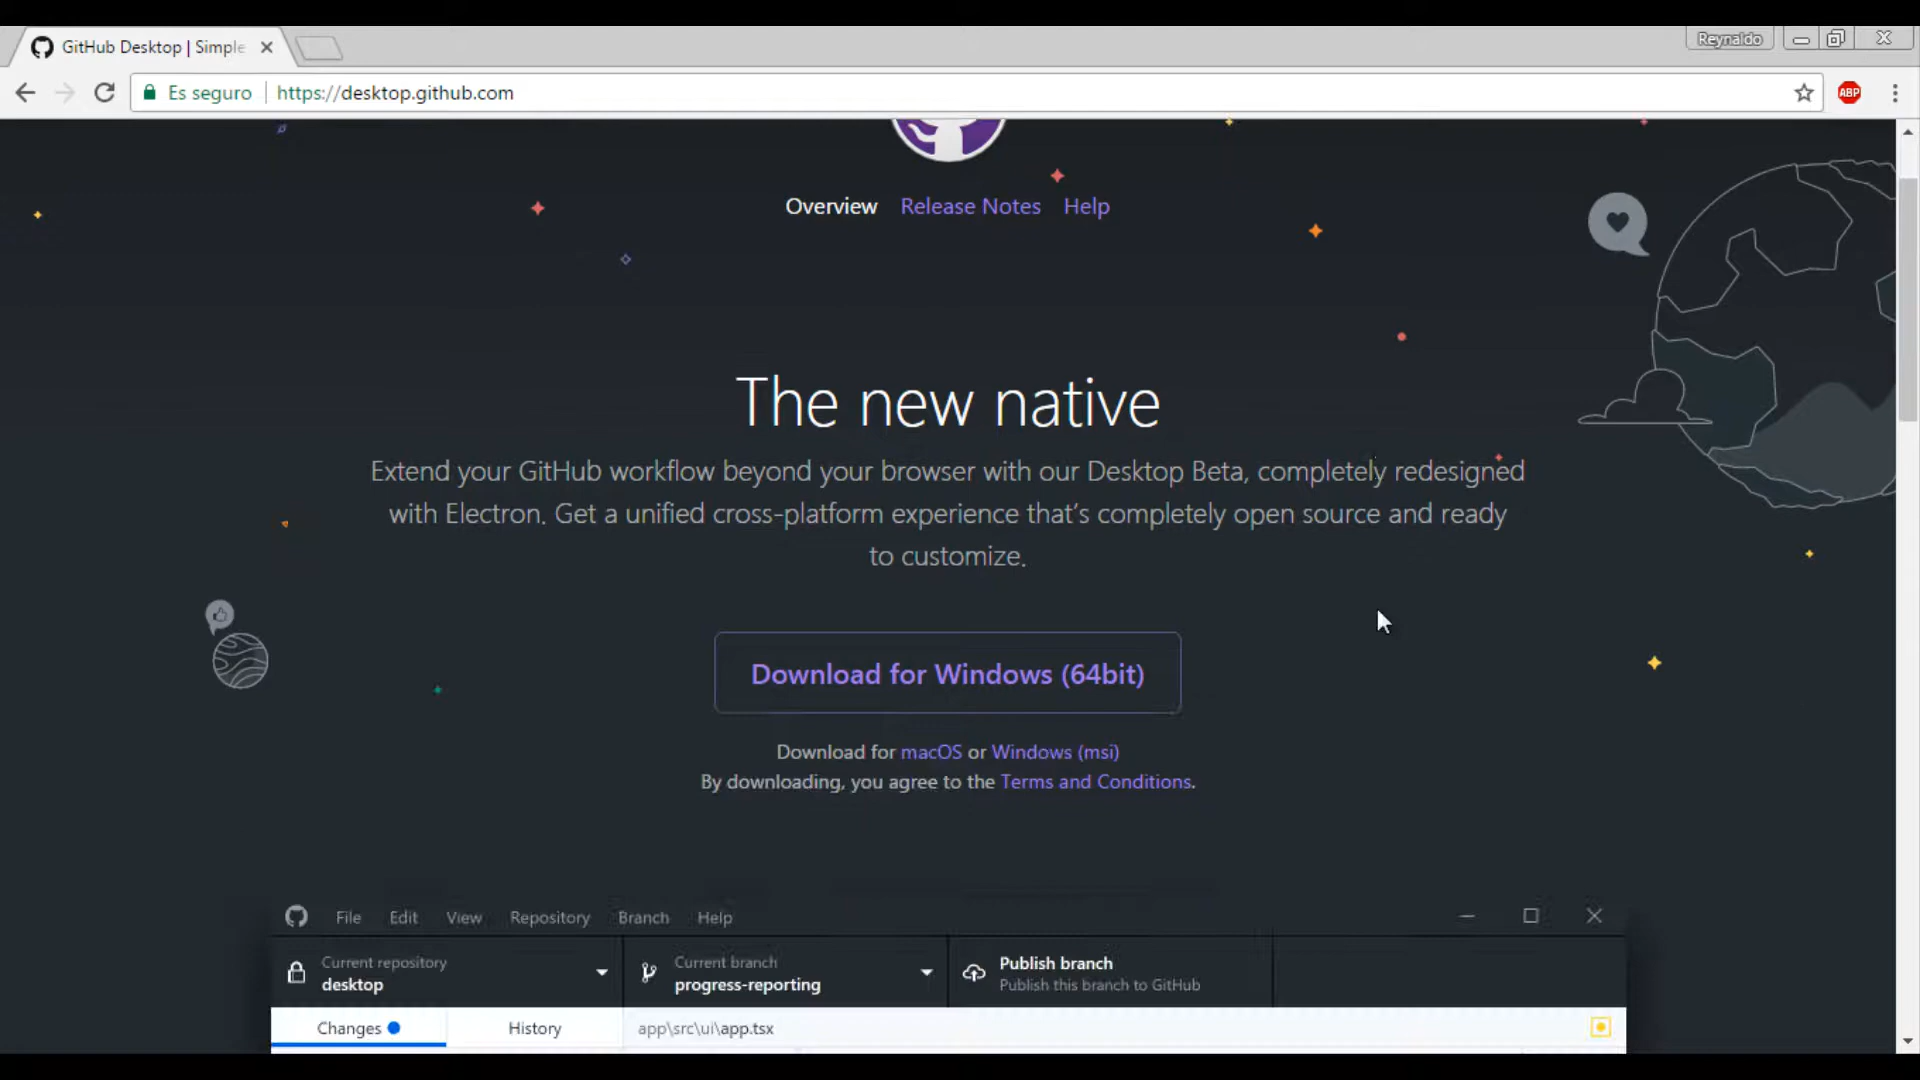 GitHub Desktop | Simple
Reynaldo
Es seguro
https://desktop.github.com
ABP
Overview Release Notes Help
The new native
Extend your GitHub workflow beyond your browser with our Desktop Beta, completely redesigned
with Electron. Get a unified cross-platform experience that's completely open source and ready
to customize.
Download for Windows (64bit)
Download for macOS or Windows (msi)
By downloading, you agree to the Terms and Conditions.
File Edit View Repository Branch Help
Current repository
desktop
Current branch
progress-reporting
Publish branch
Publish this branch to GitHub
Changes History app\src\ui\app.tsx